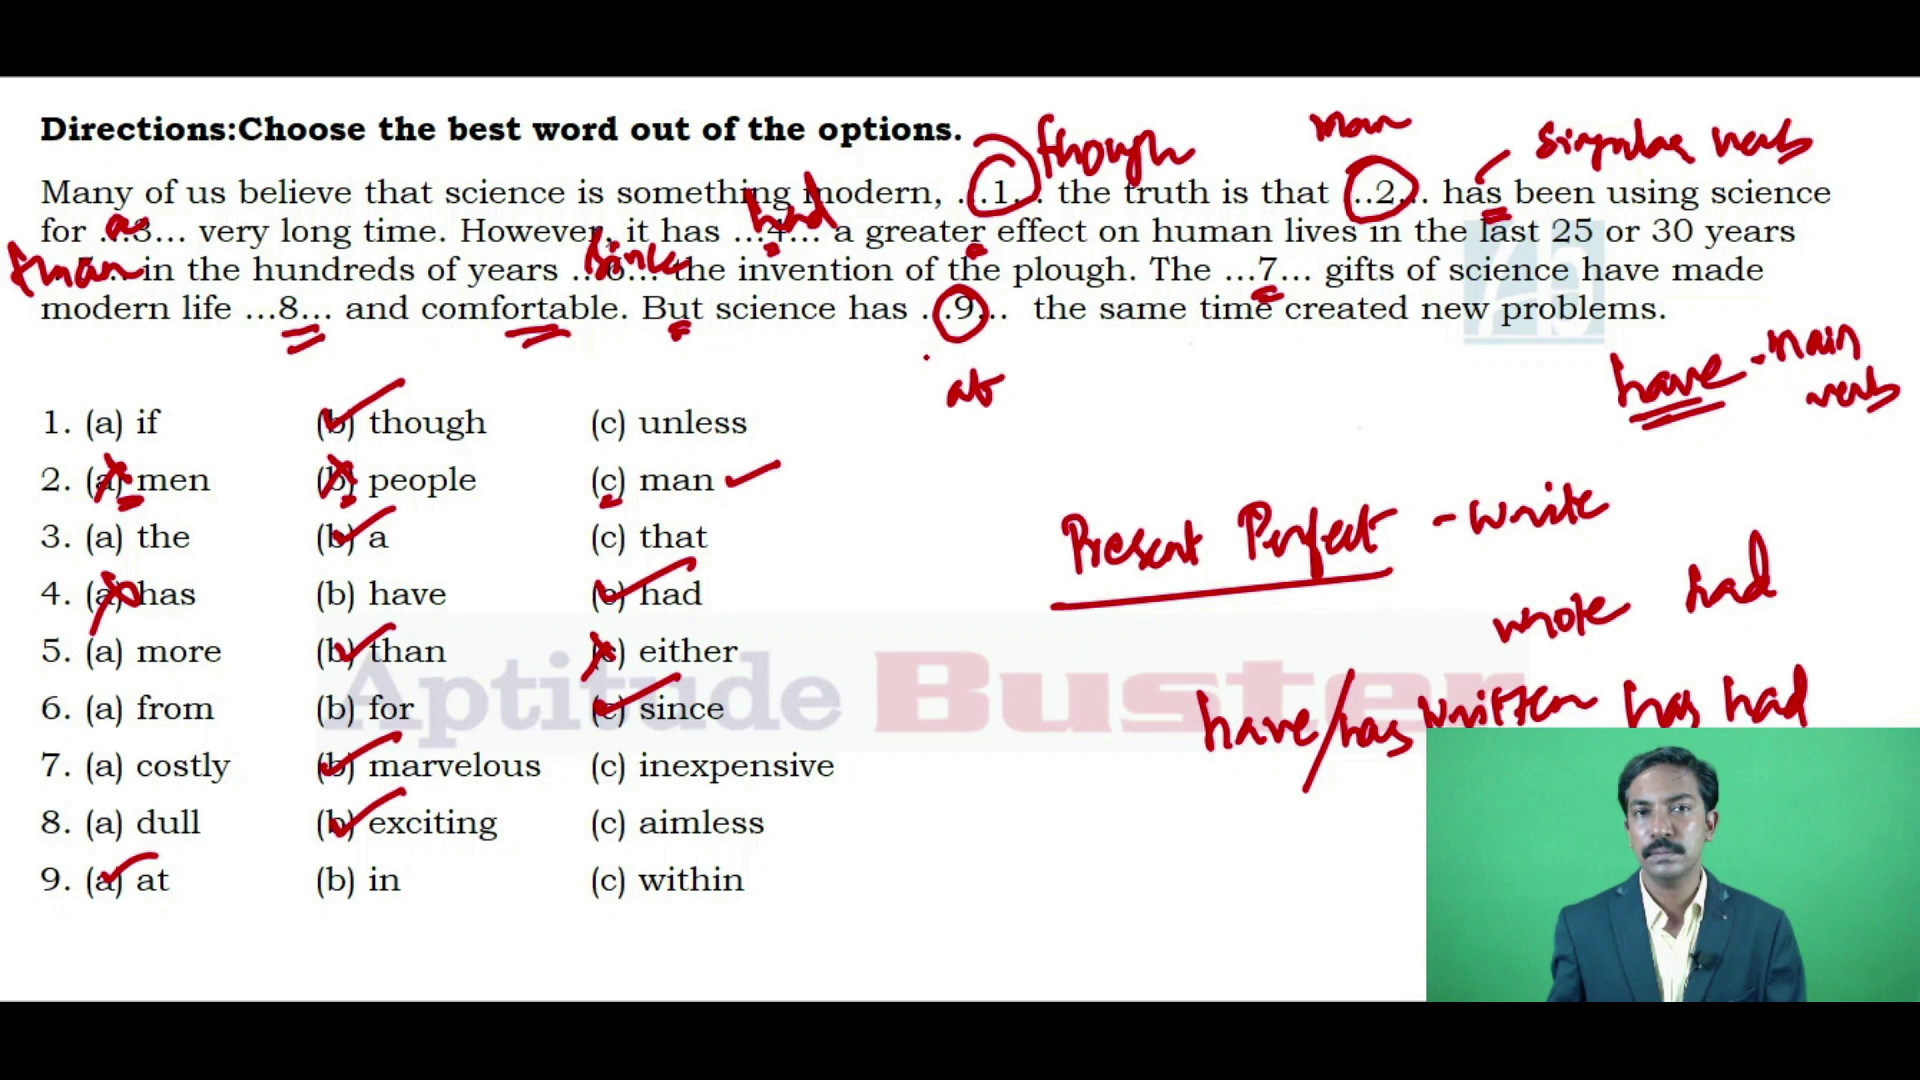 Directions:Choose the best word out of the options.
though
man
singular verb
Many of us believe that science is something modern, ...1... the truth is that ...2... has been using science
a
had
for ...3... very long time. However, it has ...4... a greater effect on human lives in the last 25 or 30 years
than
since
in the hundreds of years ...6... the invention of the plough. The ...7... gifts of science have made
modern life ...8... and comfortable. But science has ...9... the same time created new problems.
at
have - main
verb
1. (a) if (b) though (c) unless
2. (a) men (b) people (c) man
3. (a) the (b) a (c) that
Present Perfect - write
4. (a) has (b) have (c) had
wrote had
5. (a) more (b) than (c) either
6. (a) from (b) for (c) since
have/has written has had
Aptitude Buster
7. (a) costly (b) marvelous (c) inexpensive
8. (a) dull (b) exciting (c) aimless
9. (a) at (b) in (c) within